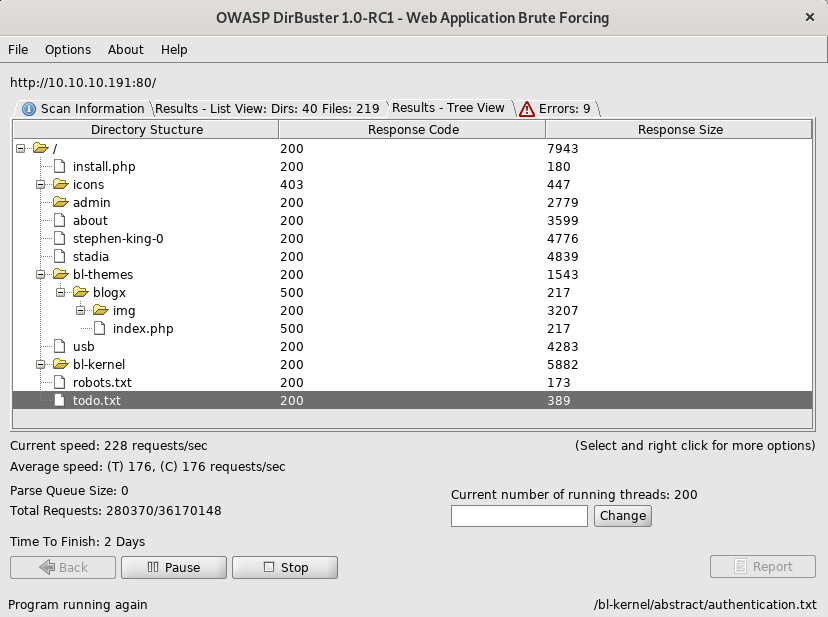 OWASP DirBuster 1.0-RC1 - Web Application Brute Forcing ×
File Options About Help
http://10.10.10.191:80/
Scan Information Results - List View: Dirs: 40 Files: 219 Results - Tree View Errors: 9
Directory Stucture Response Code Response Size
/ 200 7943
install.php 200 180
icons 403 447
admin 200 2779
about 200 3599
stephen-king-0 200 4776
stadia 200 4839
bl-themes 200 1543
blogx 500 217
img 200 3207
index.php 500 217
usb 200 4283
bl-kernel 200 5882
robots.txt 200 173
todo.txt 200 389
Current speed: 228 requests/sec (Select and right click for more options)
Average speed: (T) 176, (C) 176 requests/sec
Parse Queue Size: 0 Current number of running threads: 200
Total Requests: 280370/36170148 Change
Time To Finish: 2 Days
Back Pause Stop Report
Program running again /bl-kernel/abstract/authentication.txt